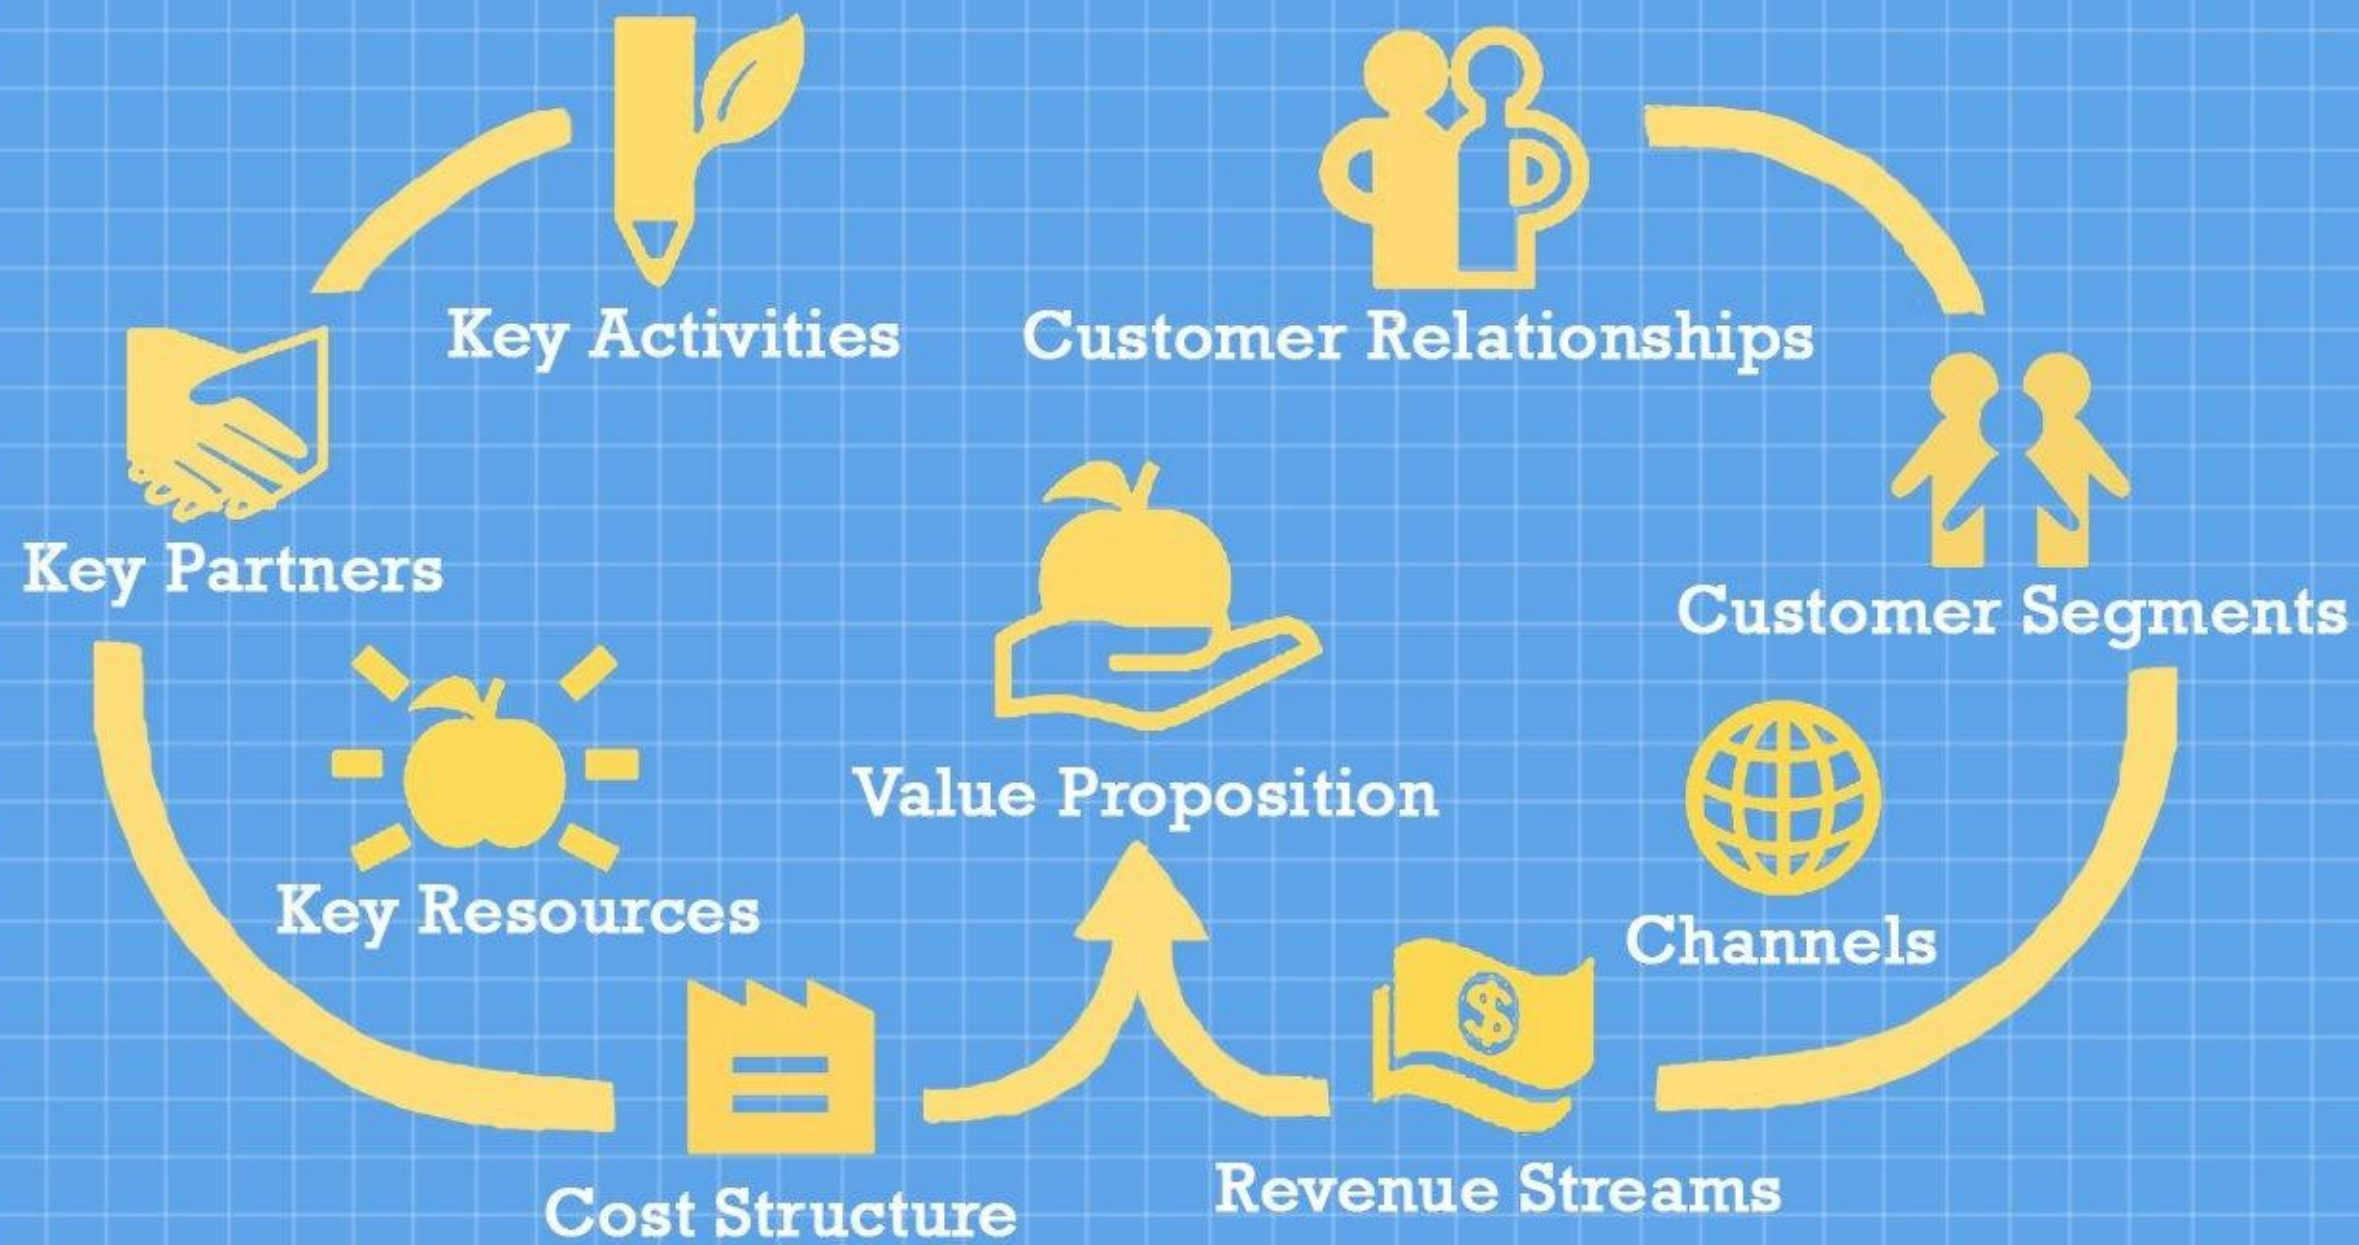 Key Activities
Customer Relationships
Key Partners
Customer Segments
Value Proposition
Key Resources
Channels
$
Revenue Streams
Cost Structure